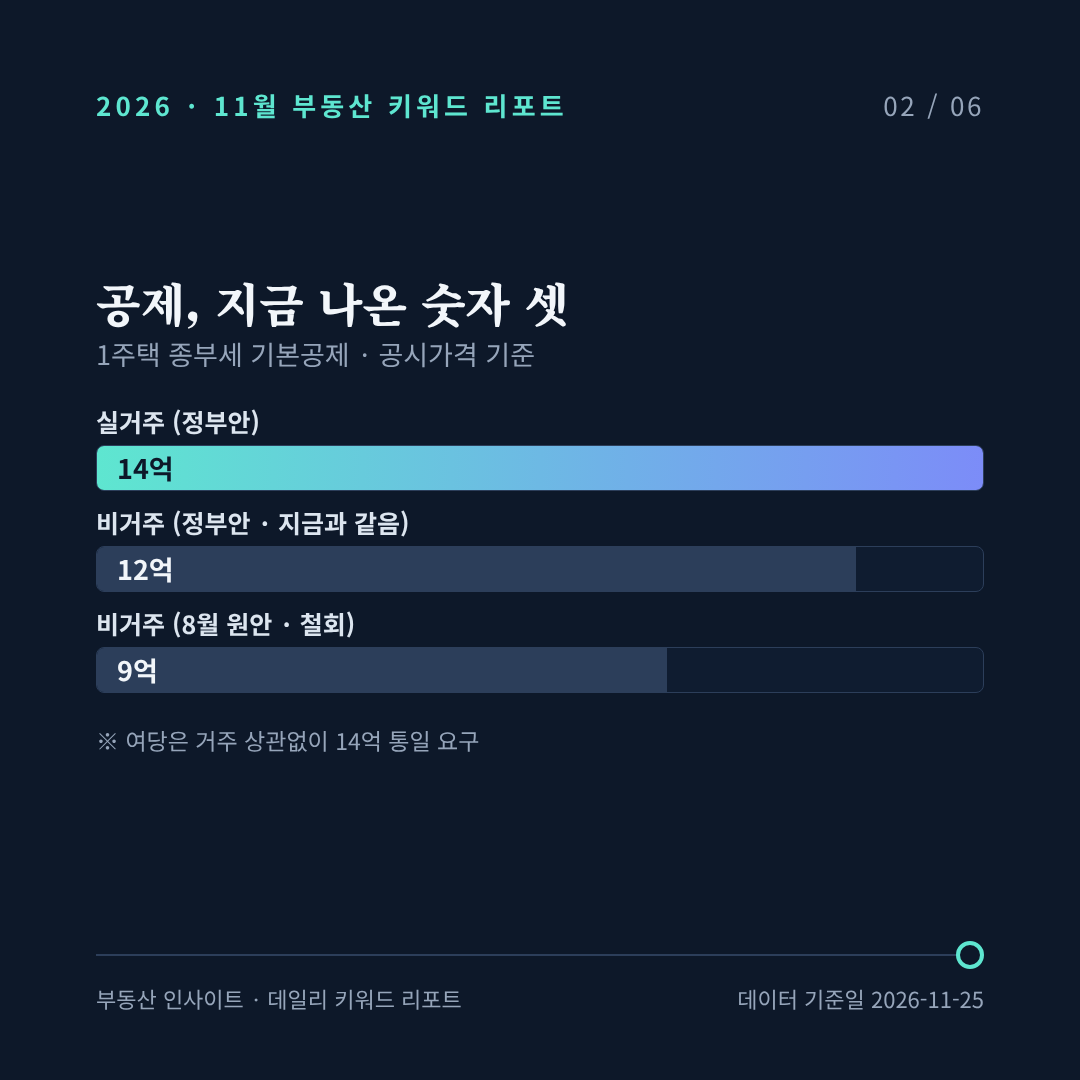 2026 · 11월 부동산 키워드 리포트
02 / 06
공제, 지금 나온 숫자 셋
1주택 종부세 기본공제 · 공시가격 기준
실거주 (정부안)
14억
비거주 (정부안 · 지금과 같음)
12억
비거주 (8월 원안 · 철회)
9억
※ 여당은 거주 상관없이 14억 통일 요구
부동산 인사이트 · 데일리 키워드 리포트
데이터 기준일 2026-11-25